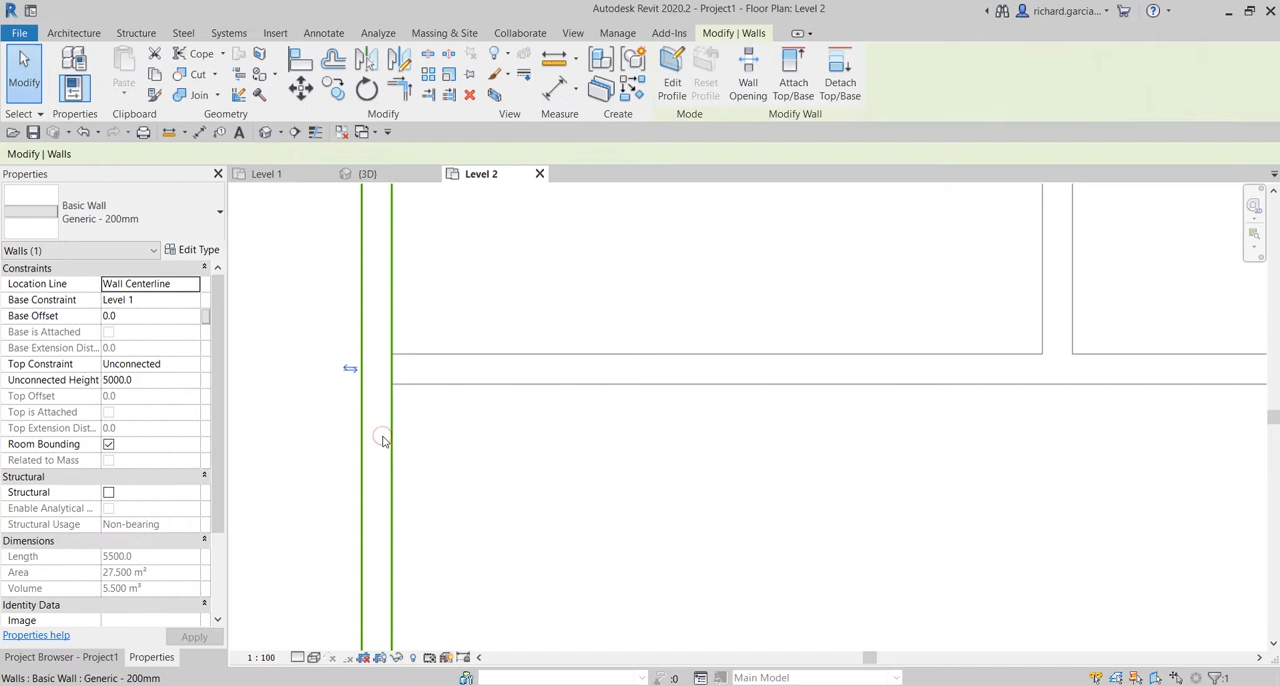 Autodesk Revit 2020.2 - Project1 - Floor Plan: Level 2
richard.garcia...
File Architecture Structure Steel Systems Insert Annotate Analyze Massing & Site Collaborate View Manage Add-Ins Modify | Walls
Modify Paste Cope Cut Join Edit Profile Reset Profile Wall Opening Attach Top/Base Detach Top/Base
Select Properties Clipboard Geometry Modify View Measure Create Mode Modify Wall
Modify | Walls
Properties
Level 1 {3D} Level 2
Basic Wall
Generic - 200mm
Walls (1) Edit Type
Constraints
Location Line Wall Centerline
Base Constraint Level 1
Base Offset 0.0
Base is Attached
Base Extension Dist... 0.0
Top Constraint Unconnected
Unconnected Height 5000.0
Top Offset 0.0
Top is Attached
Top Extension Dist... 0.0
Room Bounding
Related to Mass
Structural
Structural
Enable Analytical ...
Structural Usage Non-bearing
Dimensions
Length 5500.0
Area 27.500 m²
Volume 5.500 m³
Identity Data
Image
Properties help Apply
Project Browser - Project1 Properties 1 : 100
Walls : Basic Wall : Generic - 200mm :0 Main Model :1